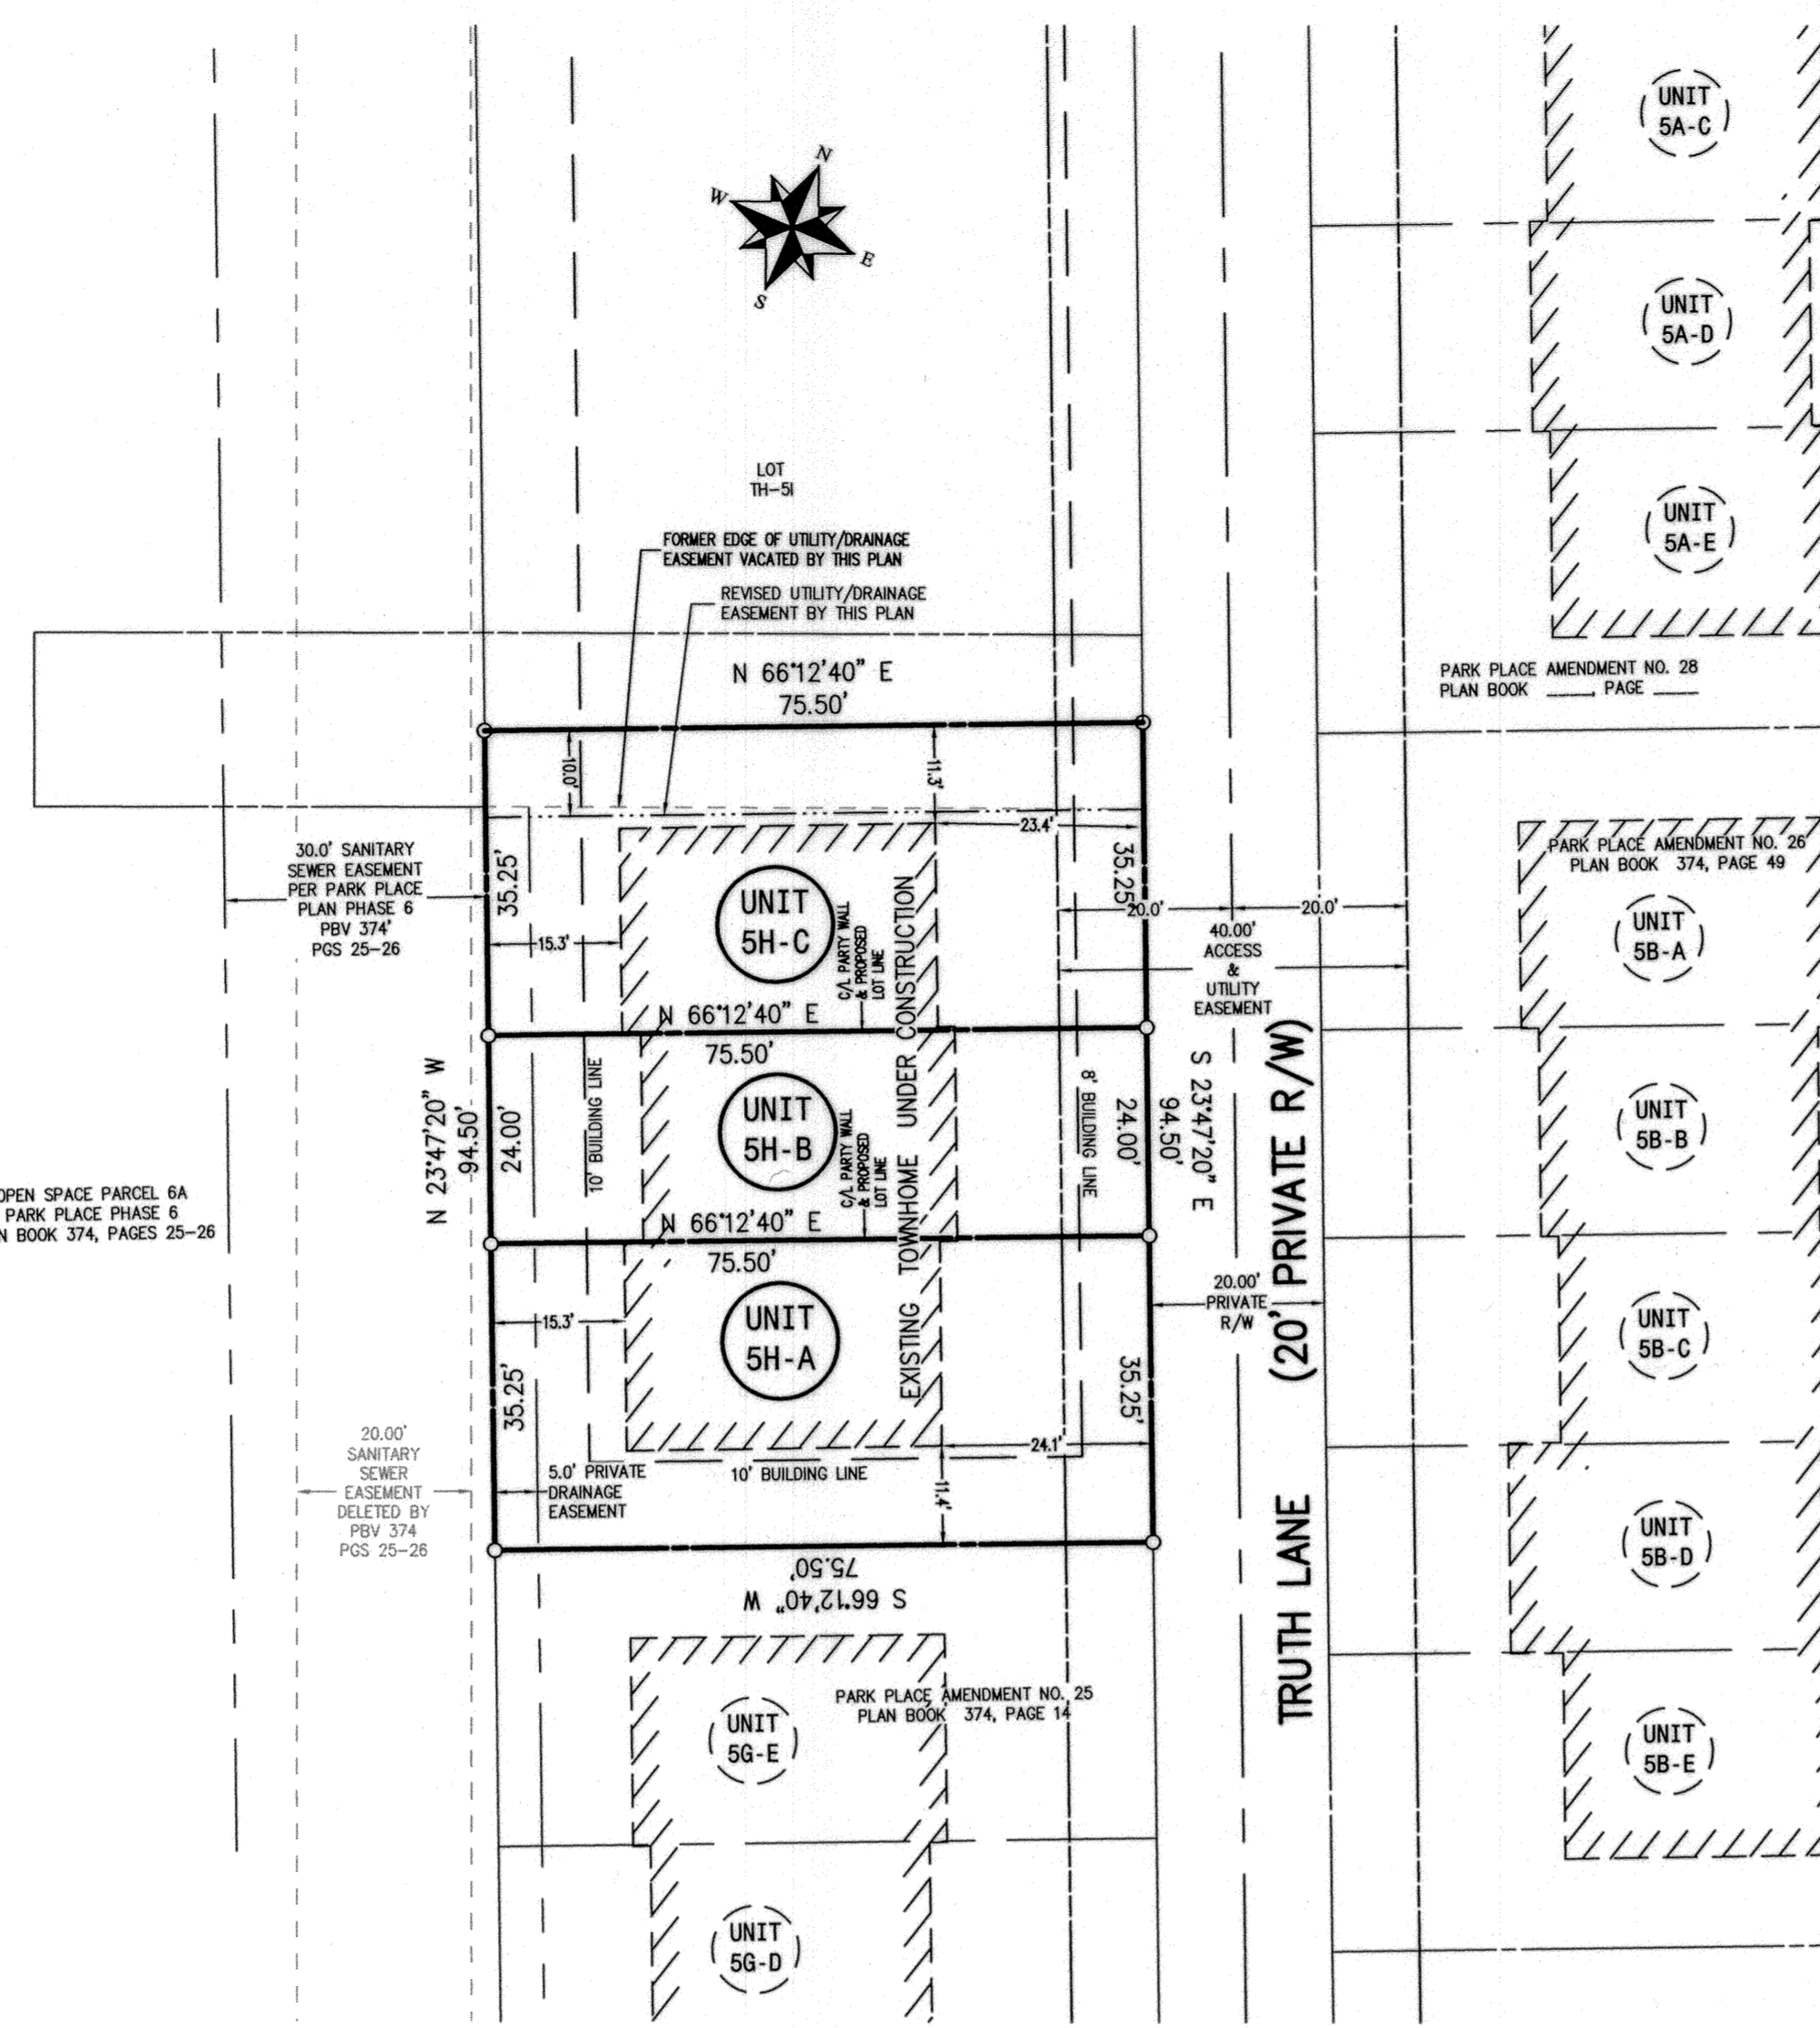 UNIT
5A-C
N
W
E
S
UNIT
5A-D
LOT
TH-5I
UNIT
5A-E
FORMER EDGE OF UTILITY/DRAINAGE
EASEMENT VACATED BY THIS PLAN
REVISED UTILITY/DRAINAGE
EASEMENT BY THIS PLAN
N 66°12'40" E
75.50'
PARK PLACE AMENDMENT NO. 28
PLAN BOOK ____, PAGE ____
10.0'
11.3'
23.4'
30.0' SANITARY
SEWER EASEMENT
PER PARK PLACE
PLAN PHASE 6
PBV 374'
PGS 25-26
35.25'
15.3'
UNIT
5H-C
C/L PARTY WALL
& PROPOSED
LOT LINE
EXISTING TOWNHOME UNDER CONSTRUCTION
35.25'
20.0'
20.0'
40.00'
ACCESS
&
UTILITY
EASEMENT
PARK PLACE AMENDMENT NO. 26
PLAN BOOK 374, PAGE 49
UNIT
5B-A
N 66°12'40" E
75.50'
N 23°47'20" W
94.50'
24.00'
10' BUILDING LINE
UNIT
5H-B
C/L PARTY WALL
& PROPOSED
LOT LINE
8' BUILDING LINE
24.00'
94.50'
S 23°47'20" E
UNIT
5B-B
OPEN SPACE PARCEL 6A
PARK PLACE PHASE 6
N BOOK 374, PAGES 25-26
N 66°12'40" E
75.50'
15.3'
UNIT
5H-A
20.00'
PRIVATE
R/W
TRUTH LANE (20' PRIVATE R/W)
UNIT
5B-C
35.25'
35.25'
24.1'
20.00'
SANITARY
SEWER
EASEMENT
DELETED BY
PBV 374
PGS 25-26
5.0' PRIVATE
DRAINAGE
EASEMENT
10' BUILDING LINE
11.4'
UNIT
5B-D
S 66°12'40" W
75.50'
PARK PLACE AMENDMENT NO. 25
PLAN BOOK 374, PAGE 14
UNIT
5G-E
UNIT
5B-E
UNIT
5G-D